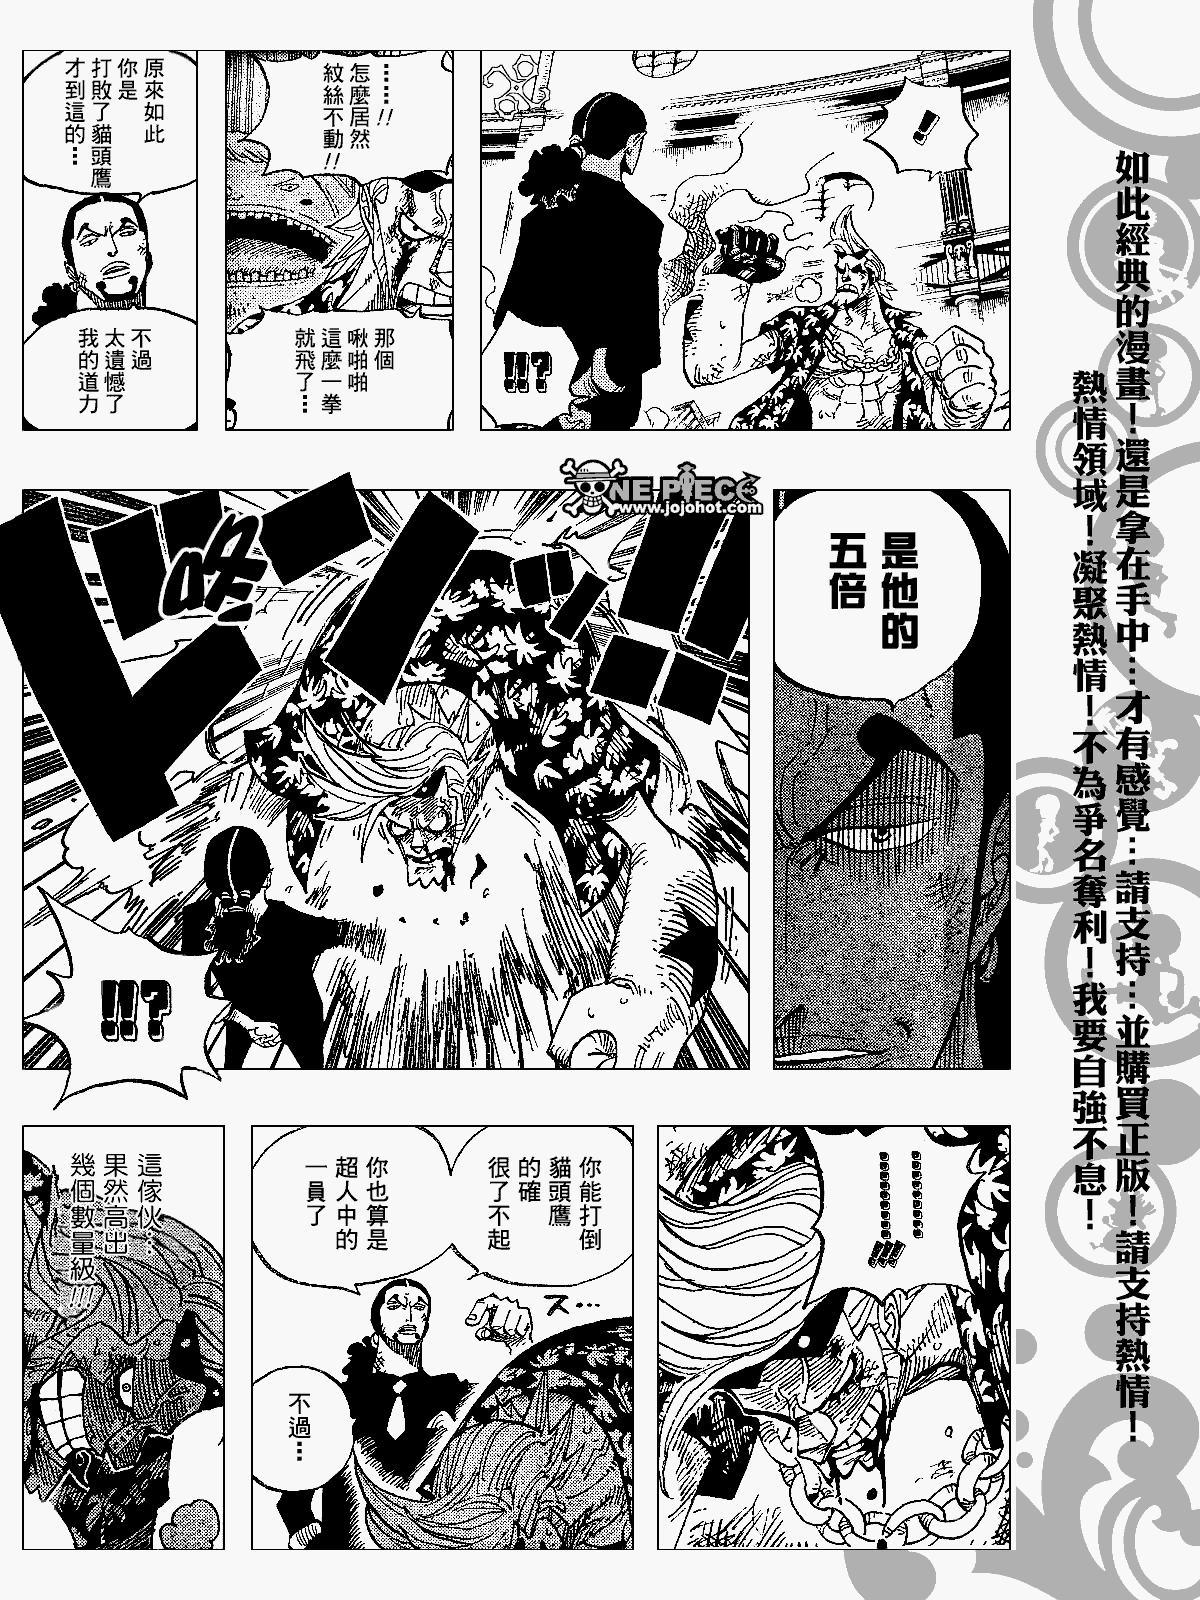 !!
!!?
……!!
怎麼居然
紋絲不動!!
那個
啾啪啪
這麼一拳
就飛了…
原來如此
你是
打敗了貓頭鷹
才到這的…
不過
太遺憾了
我的道力
ONE PIECE
www.jojohot.com
是他的
五倍
ドーンッ!!
咚
!!?
你能打倒
貓頭鷹
的確
很了不起
你也算是
超人中的
一員了
ス…
不過…
這傢伙…
果然高出
幾個數量級!!!
如此經典的漫畫!還是拿在手中…才有感覺…請支持…並購買正版!請支持熱情!
熱情領域!凝聚熱情!不為爭名奪利!我要自強不息!